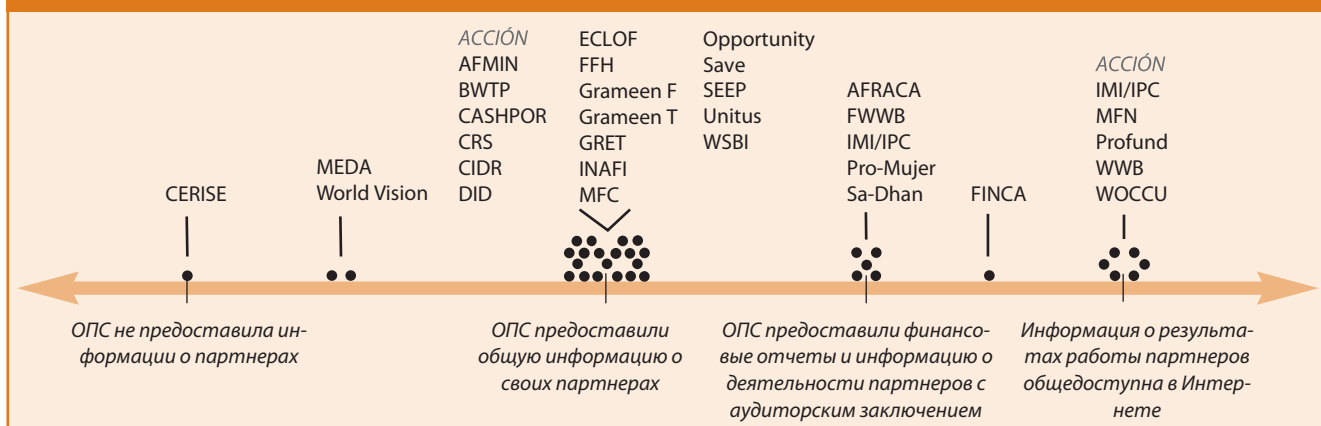 CERISE
MEDA
World Vision
ACCIÓN
AFMIN
BWTP
CASHPOR
CRS
CIDR
DID
ECLOF
FFH
Grameen F
Grameen T
GRET
INAFI
MFC
Opportunity
Save
SEEP
Unitus
WSBI
AFRACA
FWWB
IMI/IPC
Pro-Mujer
Sa-Dhan
FINCA
ACCIÓN
IMI/IPC
MFN
Profund
WWB
WOCCU
ОПС не предоставила ин-
формации о партнерах
ОПС предоставили
общую информацию о
своих партнерах
ОПС предоставили финансо-
вые отчеты и информацию о
деятельности партнеров с
аудиторским заключением
Информация о результа-
тах работы партнеров
общедоступна в Интер-
нете